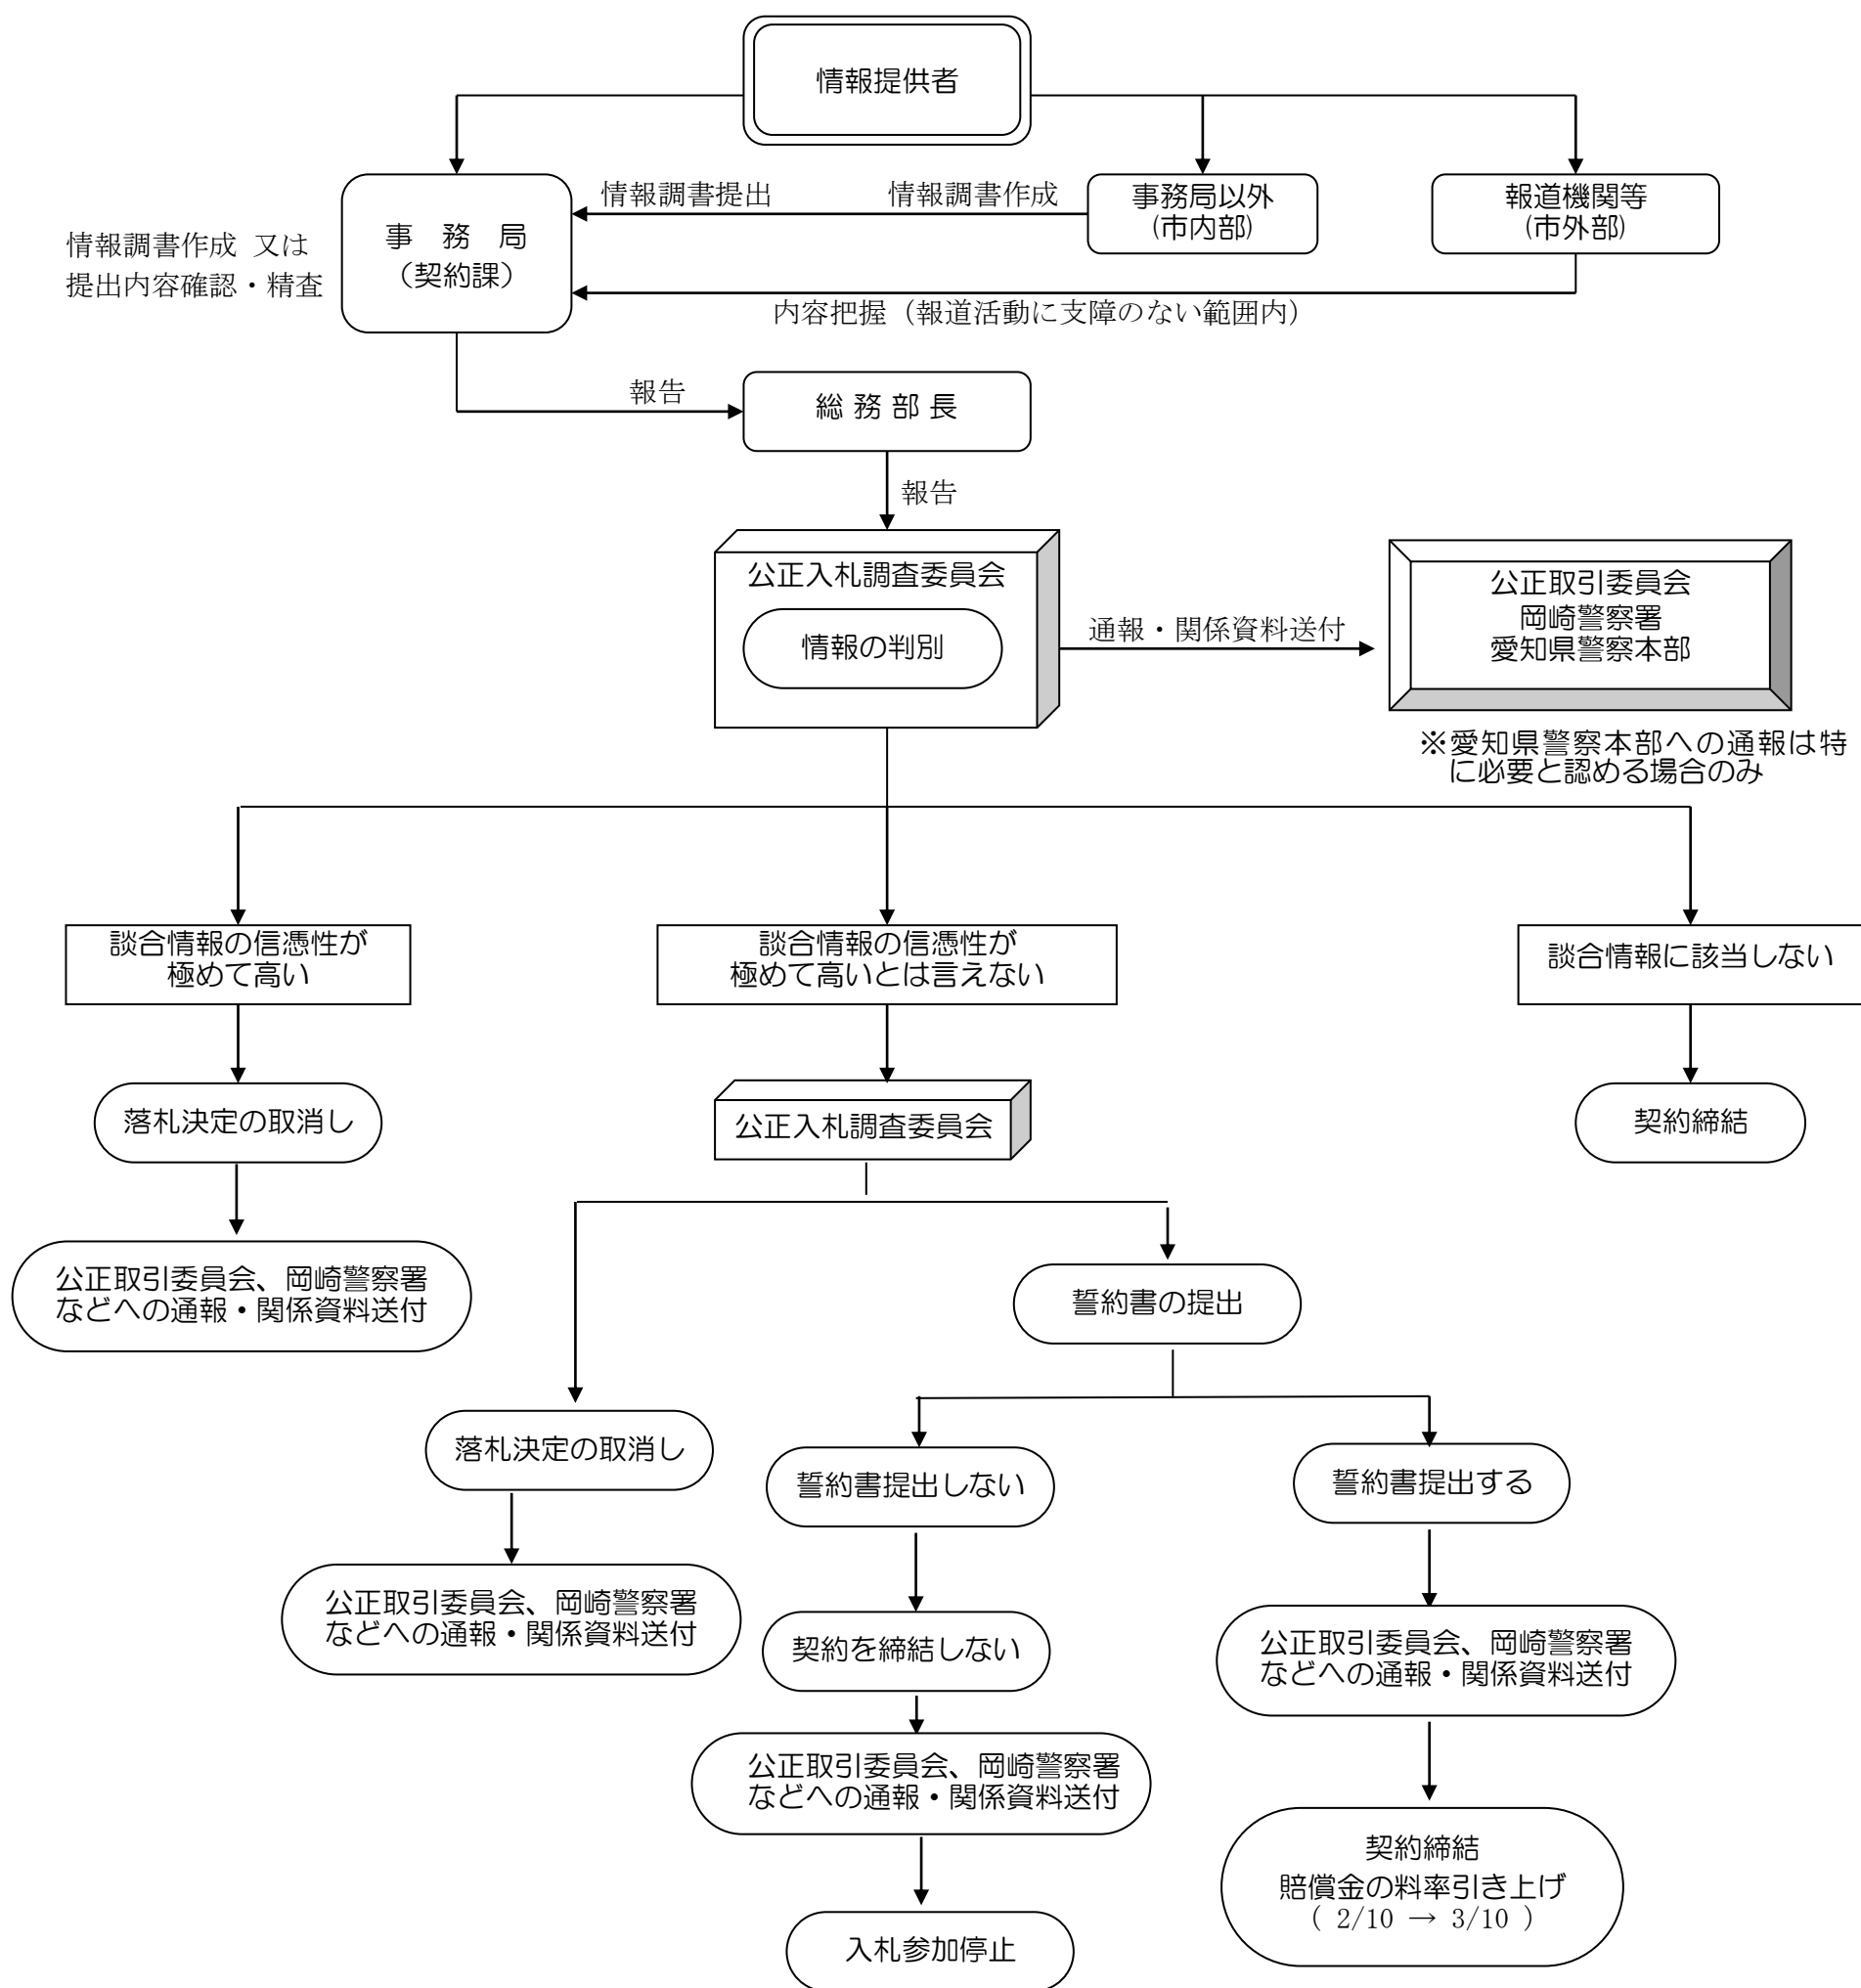 情報提供者
情報調書提出
情報調書作成
事務局以外
(市内部)
報道機関等
(市外部)
事　務　局
（契約課）
情報調書作成 又は
提出内容確認・精査
内容把握（報道活動に支障のない範囲内）
報告
総 務 部 長
報告
公正入札調査委員会
情報の判別
通報・関係資料送付
公正取引委員会
岡崎警察署
愛知県警察本部
※愛知県警察本部への通報は特
に必要と認める場合のみ
談合情報の信憑性が
極めて高い
談合情報の信憑性が
極めて高いとは言えない
談合情報に該当しない
落札決定の取消し
公正入札調査委員会
契約締結
公正取引委員会、岡崎警察署
などへの通報・関係資料送付
誓約書の提出
落札決定の取消し
誓約書提出しない
誓約書提出する
公正取引委員会、岡崎警察署
などへの通報・関係資料送付
契約を締結しない
公正取引委員会、岡崎警察署
などへの通報・関係資料送付
公正取引委員会、岡崎警察署
などへの通報・関係資料送付
契約締結
賠償金の料率引き上げ
（ 2/10 → 3/10 ）
入札参加停止